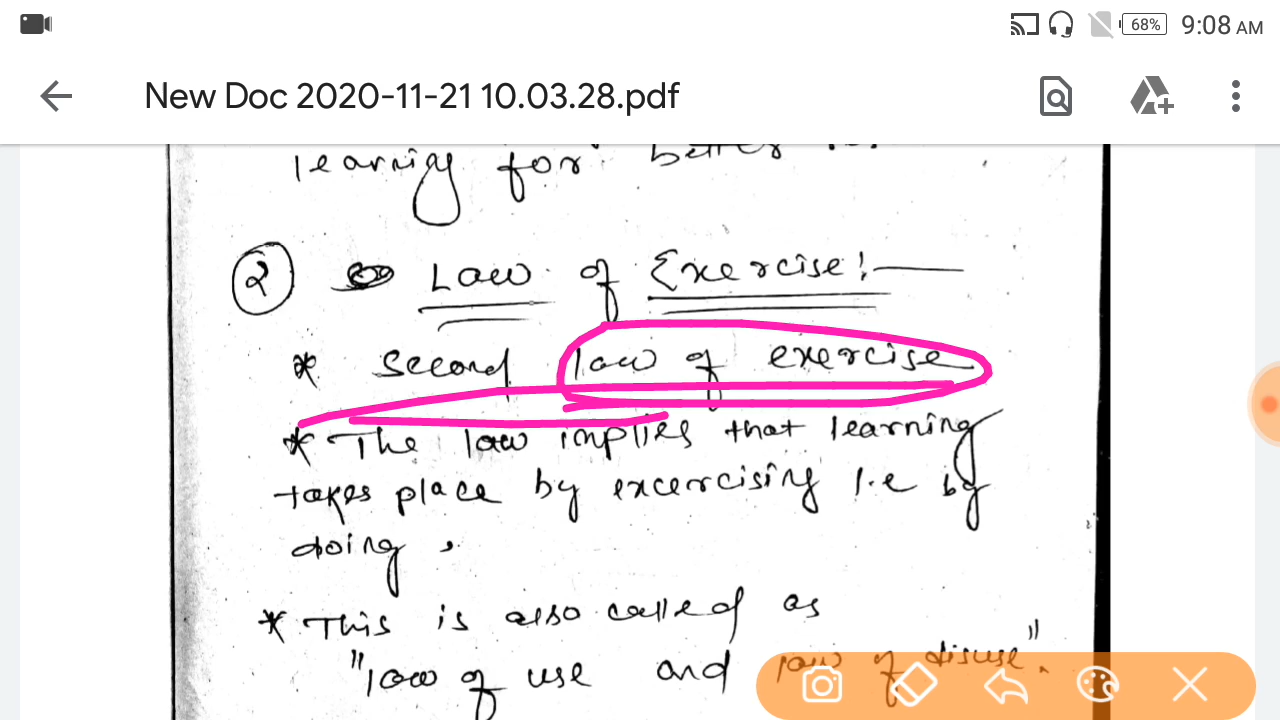 68% 9:08 AM
New Doc 2020-11-21 10.03.28.pdf
learnig for better
2 Law of Exercise:—
* Second law of exercise
* The law implies that learning
takes place by excercising I.e by
doing.
* This is also called as
"law of use and law of disuse".